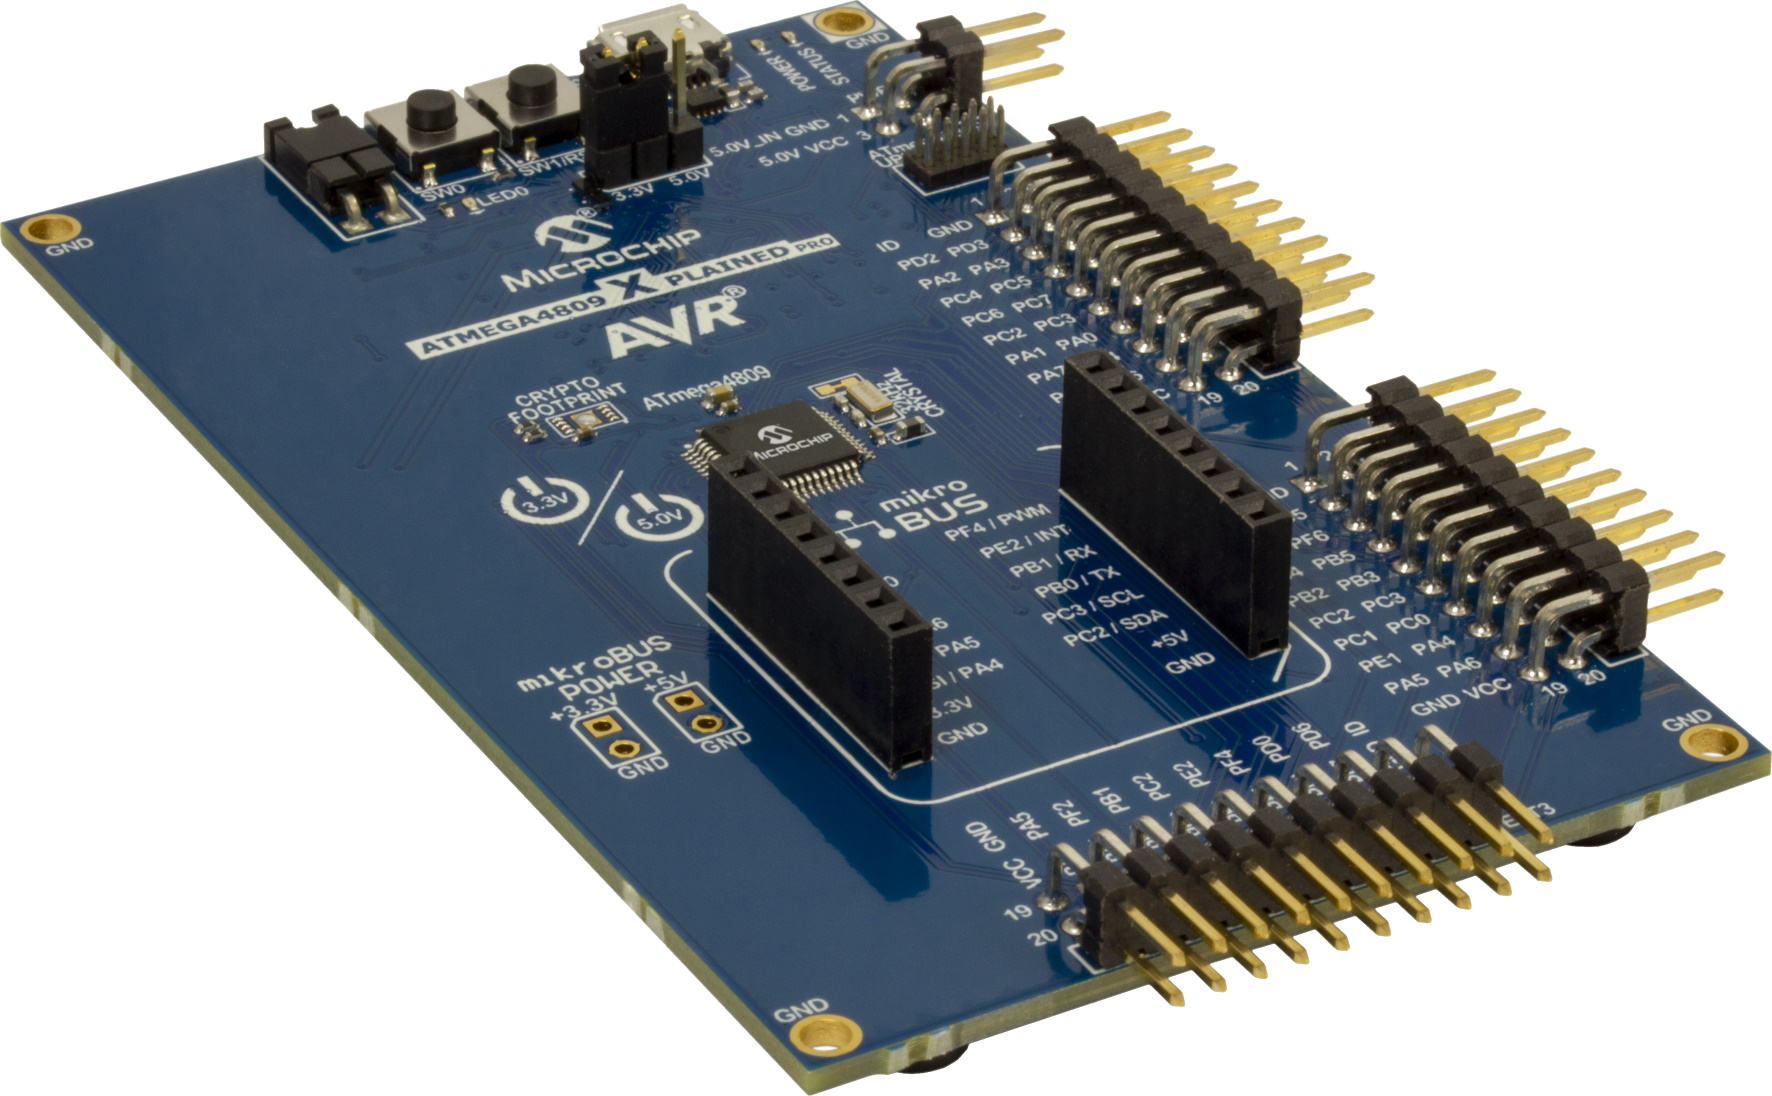 GND
POWER
STATUS
GND
5.0V_IN GND 1
5.0V VCC 3
SW0
LED0
3.3V 5.0V
MICROCHIP®
ATMEGA4809 XPLAINED PRO
AVR®
1
ID GND
PD2 PD3
PA2 PA3
PC4 PC5
PC6 PC7
PC2 PC3
PA1 PA0
19 20
CRYPTO
FOOTPRINT
ATmega4809
CRYSTAL
MICROCHIP
3.3V
5.0V
mikro
BUS
PF4 / PWM
PE2 / INT
PB1 / RX
PB0 / TX
PC3 / SCL
PC2 / SDA
+5V
GND
PA5
3.3V
GND
1
PF6
PB5
PB2 PB3
PC2 PC3
PC1 PC0
PE1 PA4
PA5 PA6
GND VCC
19 20
mikroBUS
POWER
+3.3V
+5V
GND
GND
GND
ID
PD6
PD0
PF4
PE2
PC2
PB1
PF2
PA5
VCC GND
19
20
GND